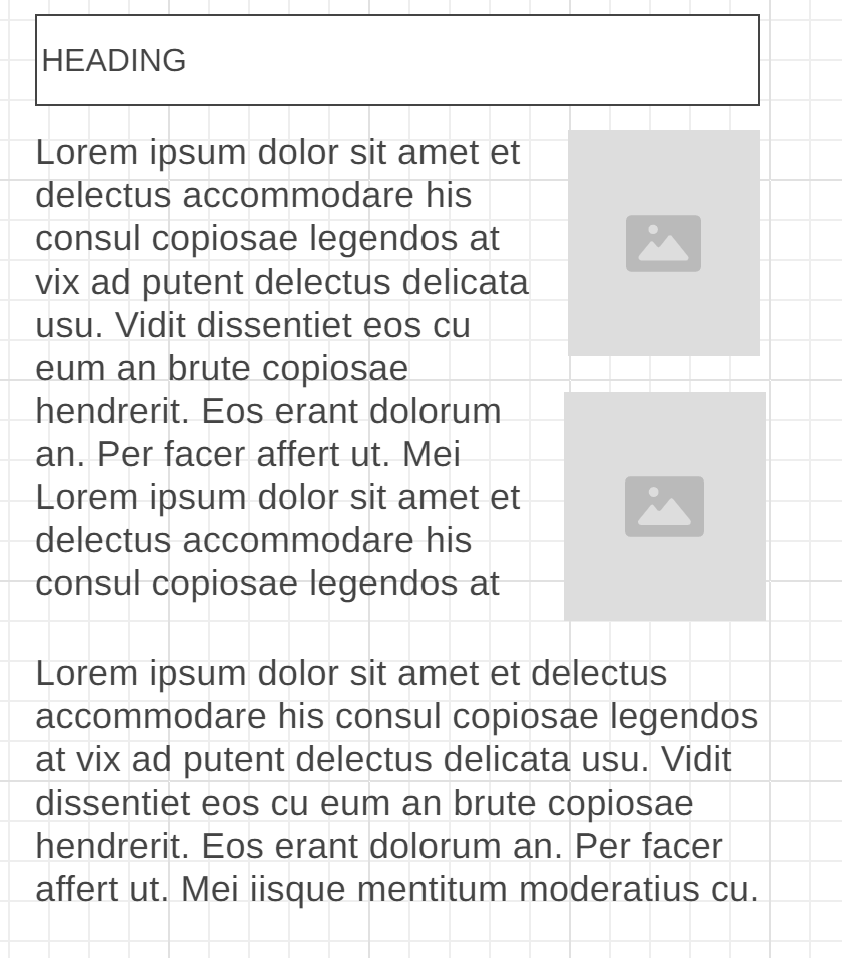 HEADING
Lorem ipsum dolor sit amet et
delectus accommodare his
consul copiosae legendos at
vix ad putent delectus delicata
usu. Vidit dissentiet eos cu
eum an brute copiosae
hendrerit. Eos erant dolorum
an. Per facer affert ut. Mei
Lorem ipsum dolor sit amet et
delectus accommodare his
consul copiosae legendos at
Lorem ipsum dolor sit amet et delectus
accommodare his consul copiosae legendos
at vix ad putent delectus delicata usu. Vidit
dissentiet eos cu eum an brute copiosae
hendrerit. Eos erant dolorum an. Per facer
affert ut. Mei iisque mentitum moderatius cu.